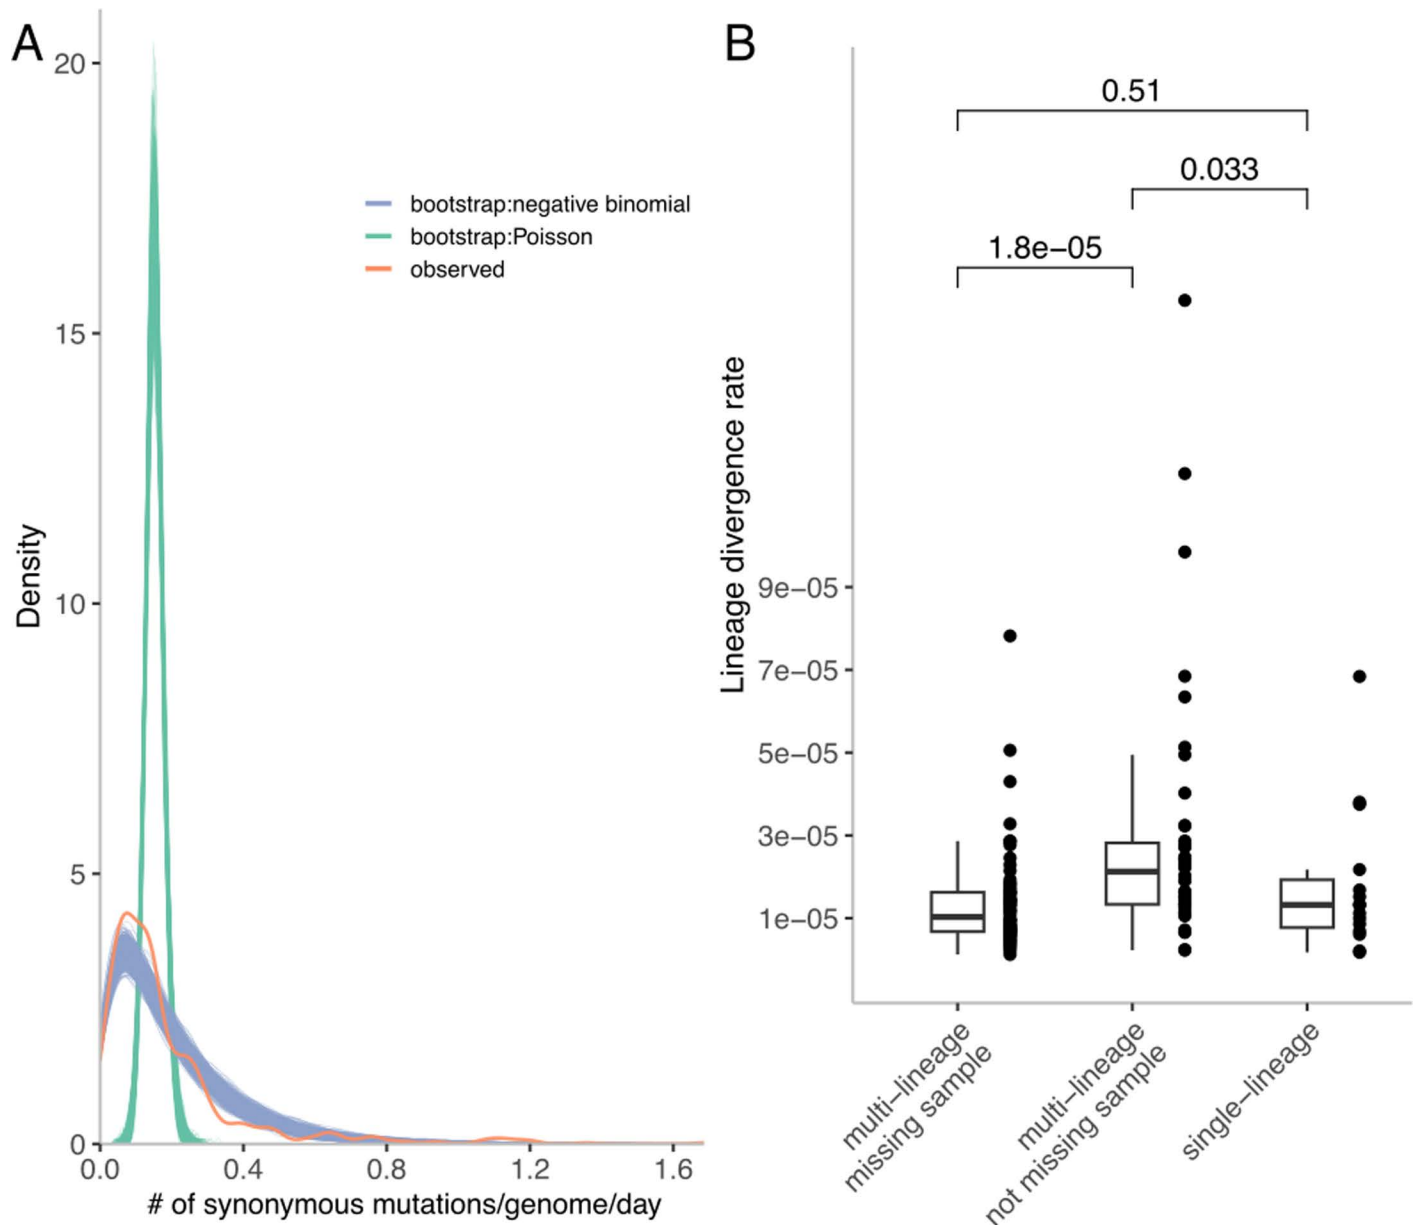 A
20
15
10
5
0
Density
0.0
0.4
0.8
1.2
1.6
# of synonymous mutations/genome/day
bootstrap:negative binomial
bootstrap:Poisson
observed
B
0.51
0.033
1.8e−05
Lineage divergence rate
9e−05
7e−05
5e−05
3e−05
1e−05
multi−lineage
missing sample
multi−lineage
not missing sample
single−lineage